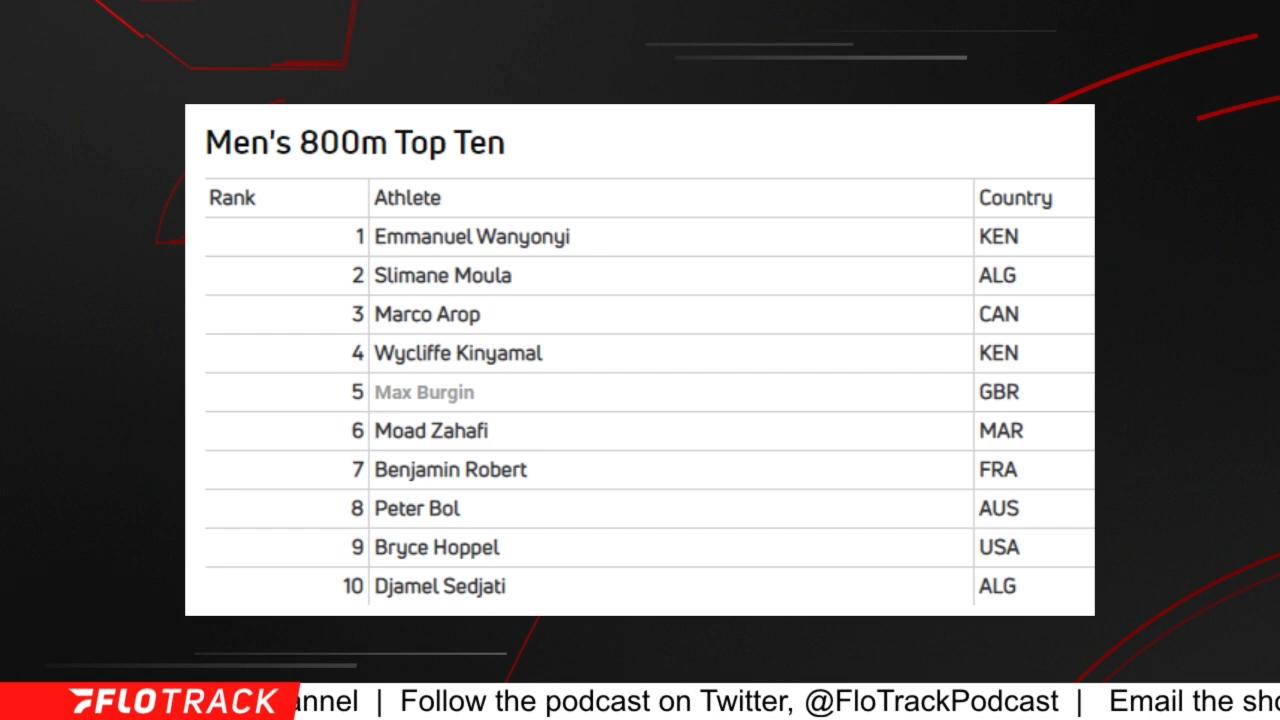 Men's 800m Top Ten
Rank Athlete Country
1 Emmanuel Wanyonyi KEN
2 Slimane Moula ALG
3 Marco Arop CAN
4 Wycliffe Kinyamal KEN
5 Max Burgin GBR
6 Moad Zahafi MAR
7 Benjamin Robert FRA
8 Peter Bol AUS
9 Bryce Hoppel USA
10 Djamel Sedjati ALG
FLOTRACK annel | Follow the podcast on Twitter, @FloTrackPodcast | Email the sho